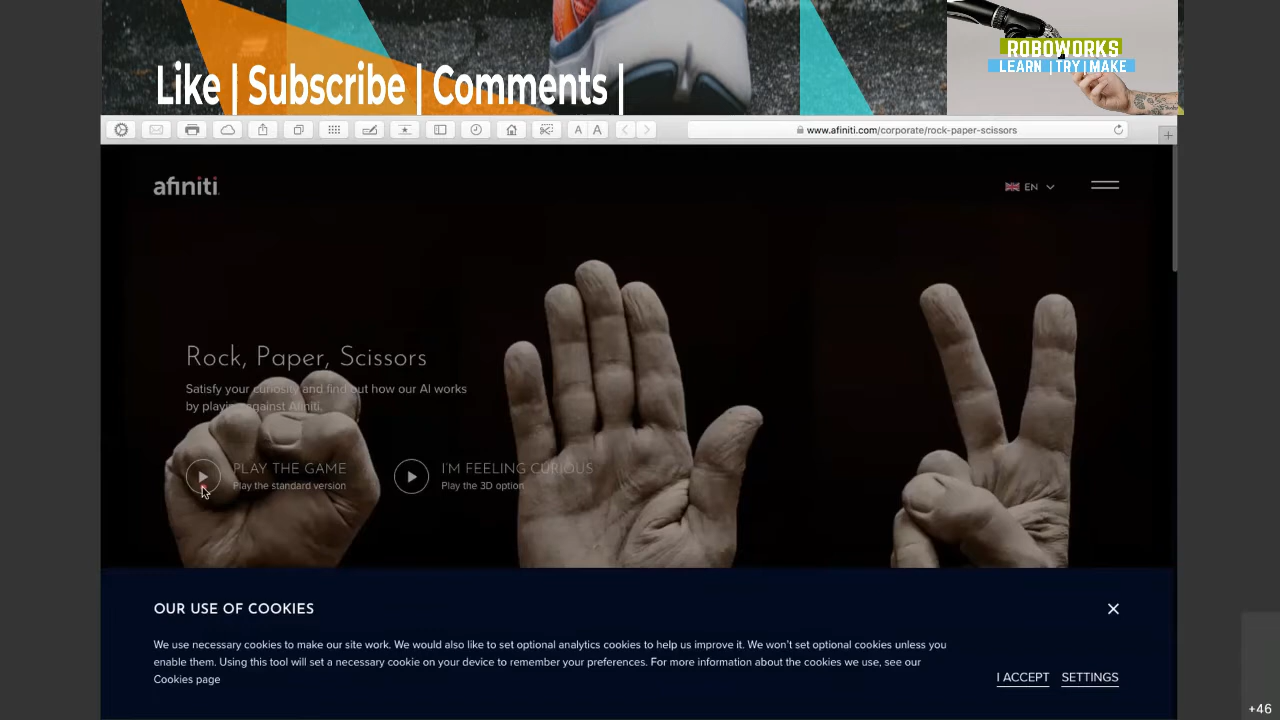 Like | Subscribe | Comments |
ROBOWORKS
LEARN | TRY | MAKE
A A
www.afiniti.com/corporate/rock-paper-scissors
afiniti
EN
Rock, Paper, Scissors
Satisfy your curiosity and find out how our AI works
by playing against Afiniti.
PLAY THE GAME
Play the standard version
I'M FEELING CURIOUS
Play the 3D option
OUR USE OF COOKIES
We use necessary cookies to make our site work. We would also like to set optional analytics cookies to help us improve it. We won't set optional cookies unless you
enable them. Using this tool will set a necessary cookie on your device to remember your preferences. For more information about the cookies we use, see our
Cookies page
I ACCEPT SETTINGS
+46